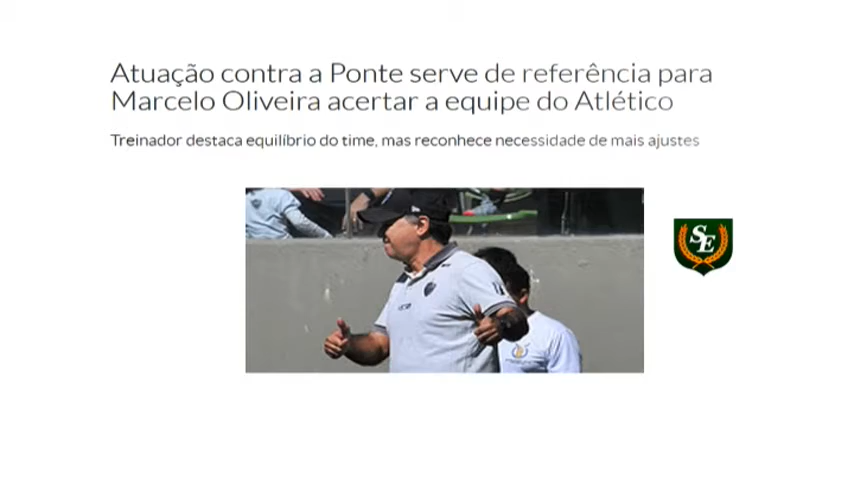 Atuação contra a Ponte serve de referência para
Marcelo Oliveira acertar a equipe do Atlético
Treinador destaca equilíbrio do time, mas reconhece necessidade de mais ajustes
SE